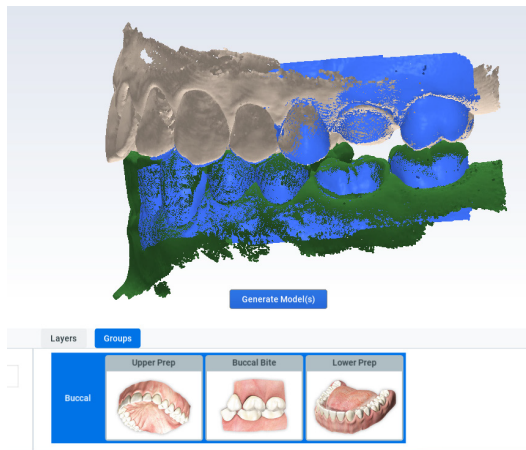 Generate Model(s)
Layers
Groups
Upper Prep
Buccal Bite
Lower Prep
Buccal